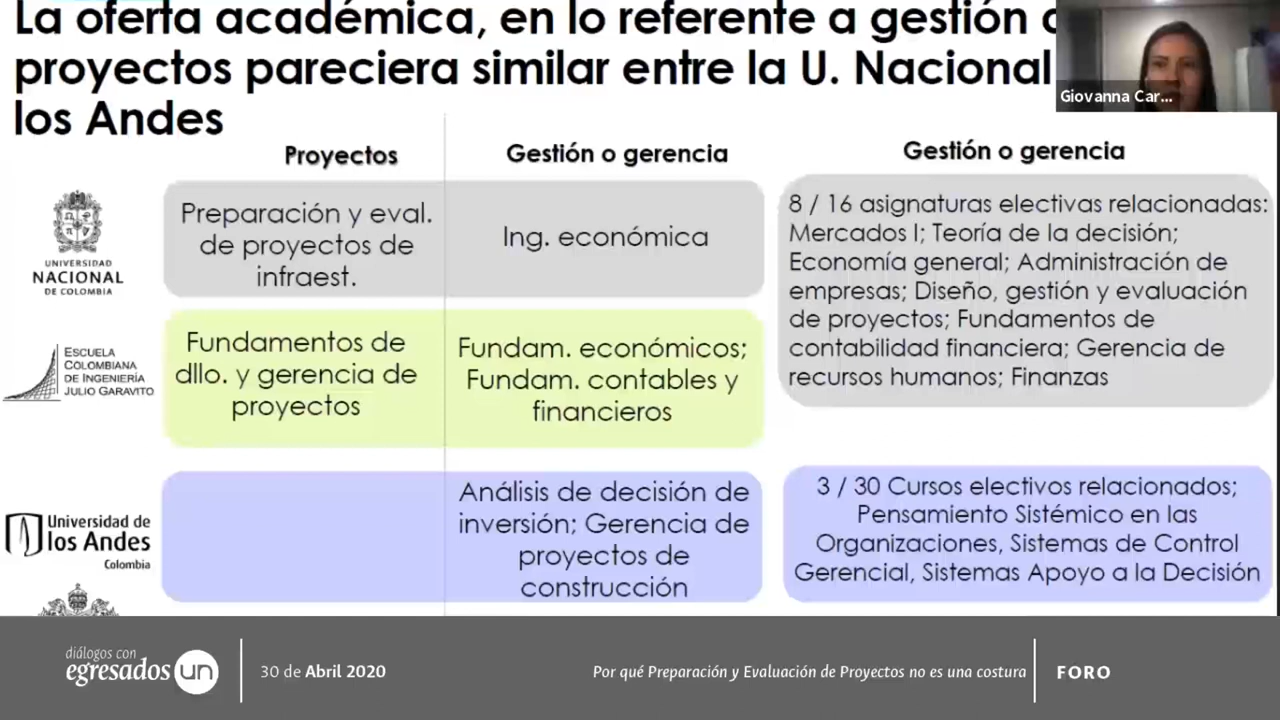 La oferta académica, en lo referente a gestión
proyectos pareciera similar entre la U. Nacional
los Andes
Giovanna Car...
Proyectos
Gestión o gerencia
Gestión o gerencia
UNIVERSIDAD
NACIONAL
DE COLOMBIA
Preparación y eval.
de proyectos de
infraest.
Ing. económica
8 / 16 asignaturas electivas relacionadas:
Mercados I; Teoría de la decisión;
Economía general; Administración de
empresas; Diseño, gestión y evaluación
de proyectos; Fundamentos de
contabilidad financiera; Gerencia de
recursos humanos; Finanzas
ESCUELA
COLOMBIANA
DE INGENIERÍA
JULIO GARAVITO
Fundamentos de
dllo. y gerencia de
proyectos
Fundam. económicos;
Fundam. contables y
financieros
Universidad de
los Andes
Colombia
Análisis de decisión de
inversión; Gerencia de
proyectos de
construcción
3 / 30 Cursos electivos relacionados;
Pensamiento Sistémico en las
Organizaciones, Sistemas de Control
Gerencial, Sistemas Apoyo a la Decisión
diálogos con
egresados un
30 de Abril 2020
Por qué Preparación y Evaluación de Proyectos no es una costura
FORO